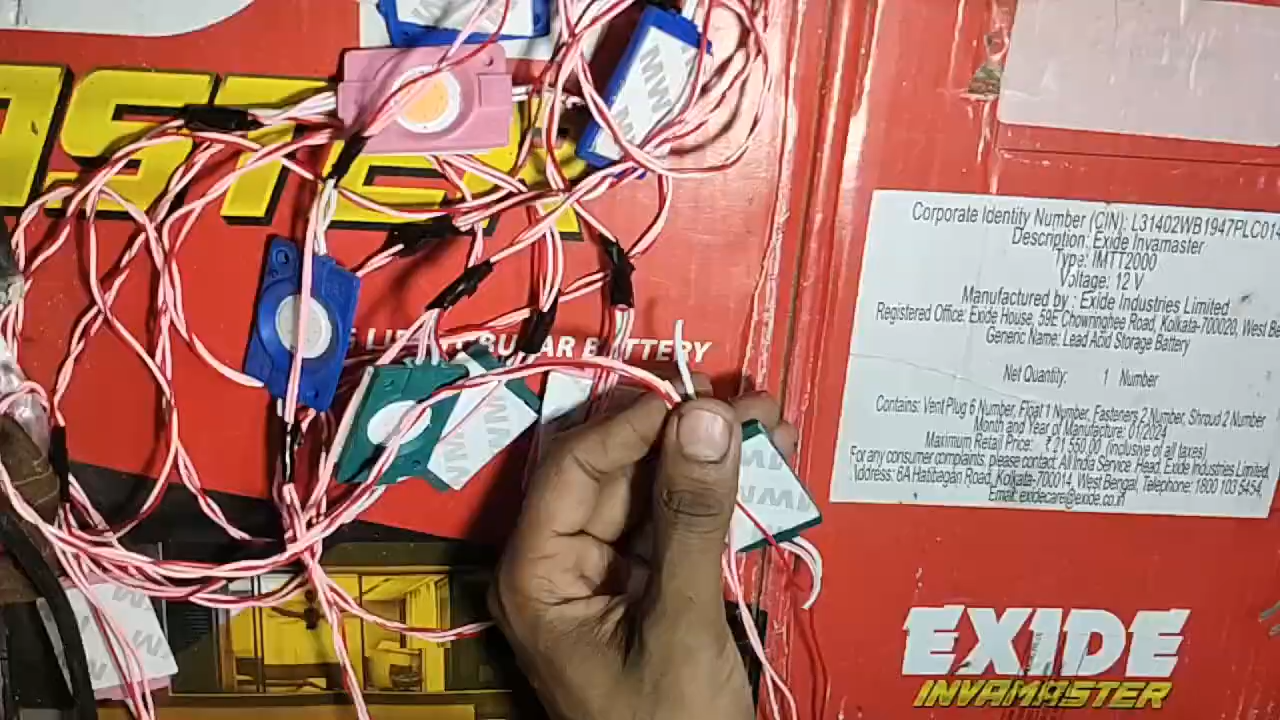 ASTER
BATTERY
MW
MW
MW
Corporate Identity Number (CIN): L31402WB1947PLC014
Description: Exide Invamaster
Type: IMTT2000
Voltage: 12 V
Manufactured by : Exide Industries Limited
Registered Office: Exide House, 59E Chowringhee Road, Kolkata-700020, West Be
Generic Name: Lead Acid Storage Battery
Net Quantity: 1 Number
Contains: Vent Plug 6 Number, Float 1 Number, Fasteners 2 Number, Shroud 2 Number
Month and Year of Manufacture: 01/2024
Maximum Retail Price: ₹ 21,550.00 (Inclusive of all taxes)
For any consumer complaints, please contact: All India Service Head, Exide Industries Limited,
Address: 6A Hatibagan Road, Kolkata-700014, West Bengal, Telephone: 1800 103 5454,
Email: exidecare@exide.co.in
EXIDE
INVAMASTER